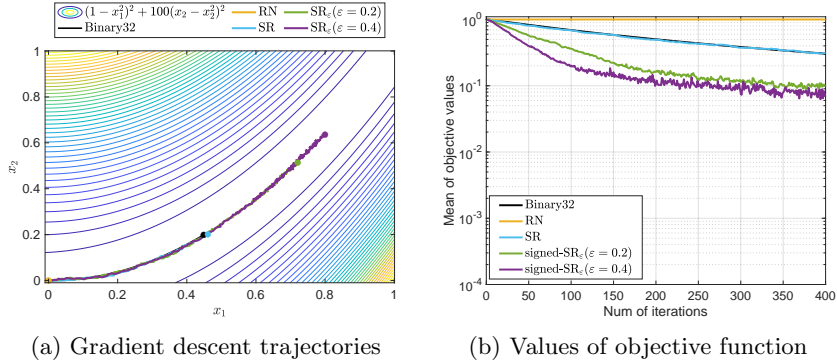 (1−x₁²)² + 100(x₂−x₂²)² RN SRε(ε = 0.2)
Binary32 SR SRε(ε = 0.4)
1
0.8
0.6
0.4
0.2
0
x₂
0 0.2 0.4 0.6 0.8 1
x₁
(a) Gradient descent trajectories
10⁰
10⁻¹
10⁻²
10⁻³
10⁻⁴
Mean of objective values
Binary32
RN
SR
signed-SRε(ε = 0.2)
signed-SRε(ε = 0.4)
0 50 100 150 200 250 300 350 400
Num of iterations
(b) Values of objective function